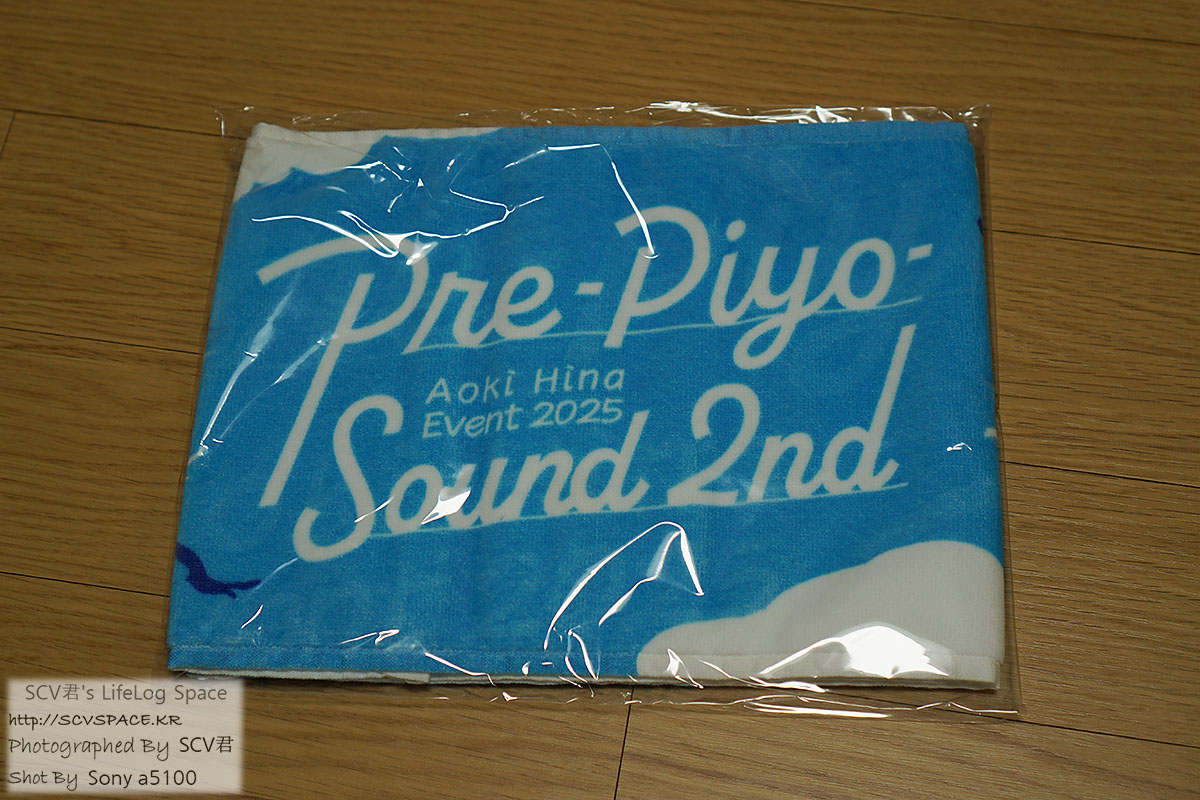 Pre-Piyo-
Aoki Hina
Event 2025
Sound 2nd
SCV君's LifeLog Space
http://SCVSPACE.KR
Photographed By SCV君
Shot By Sony a5100